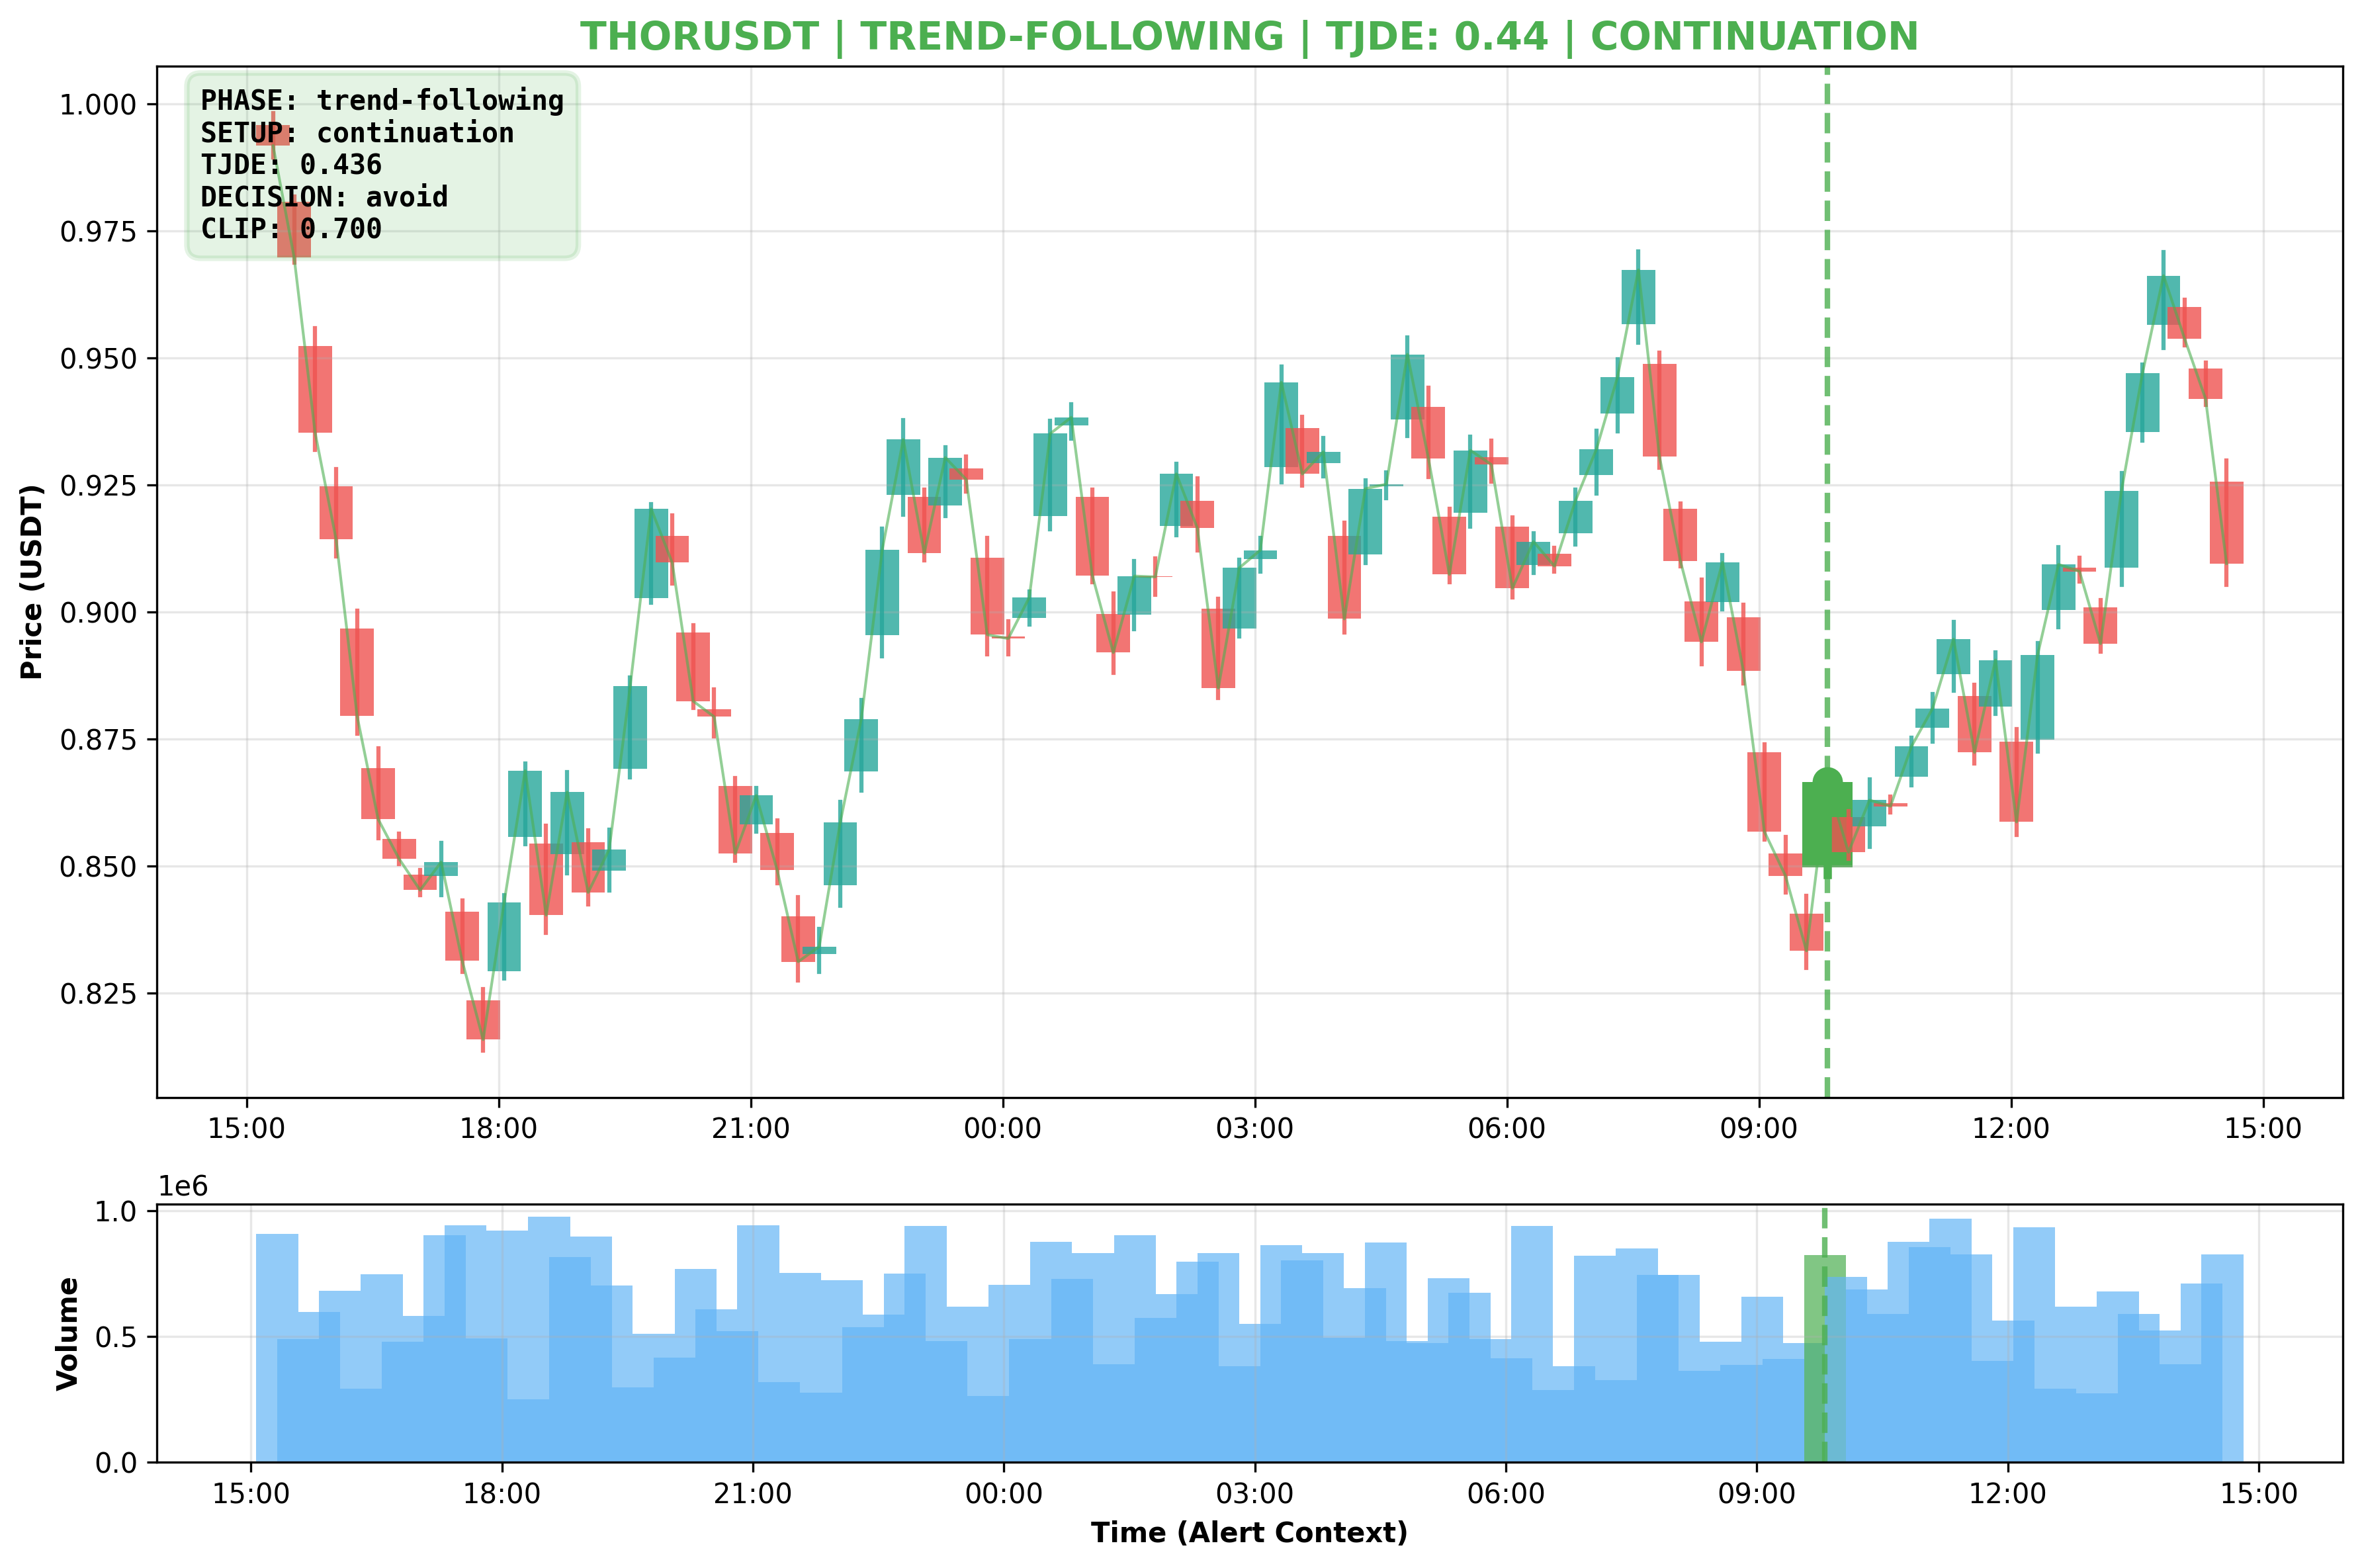 THORUSDT | TREND-FOLLOWING | TJDE: 0.44 | CONTINUATION
PHASE: trend-following
SETUP: continuation
TJDE: 0.436
DECISION: avoid
CLIP: 0.700
Price (USDT)
1.000
0.975
0.950
0.925
0.900
0.875
0.850
0.825
15:00 18:00 21:00 00:00 03:00 06:00 09:00 12:00 15:00
1e6
Volume
1.0
0.5
0.0
15:00 18:00 21:00 00:00 03:00 06:00 09:00 12:00 15:00
Time (Alert Context)